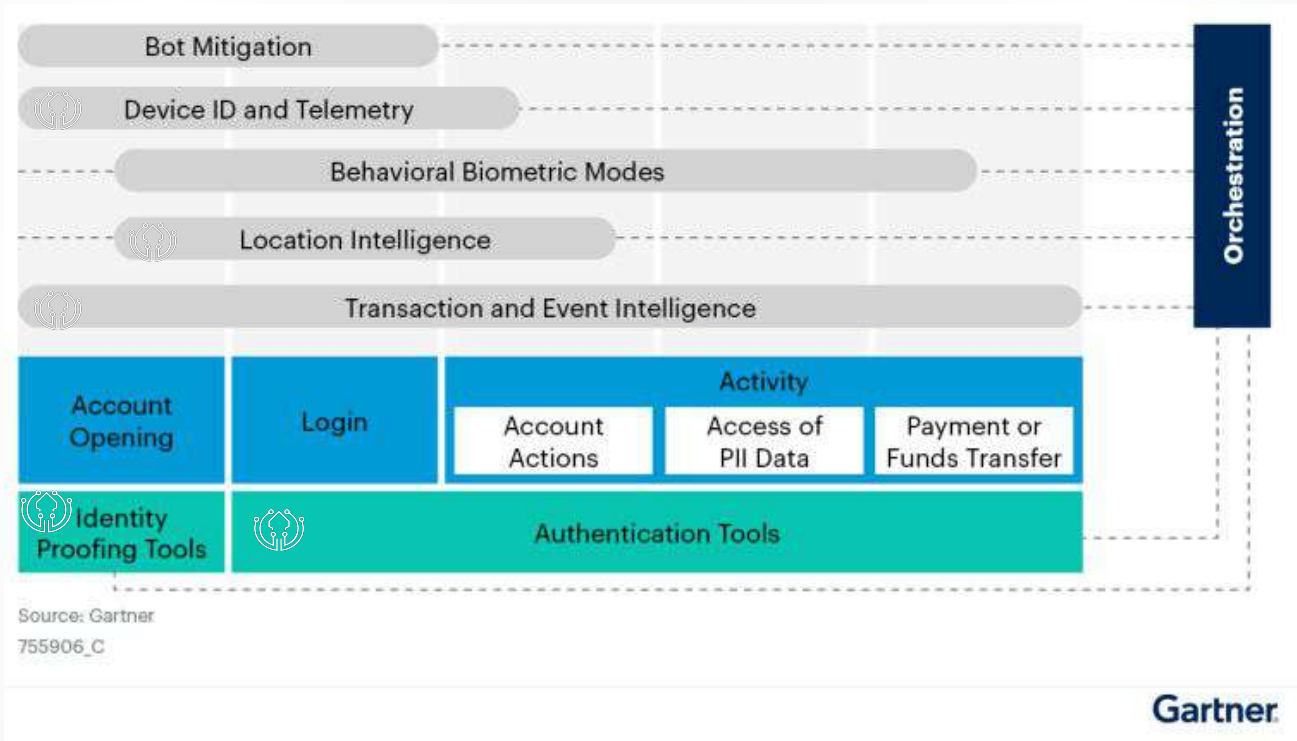 Bot Mitigation
Device ID and Telemetry
Behavioral Biometric Modes
Location Intelligence
Transaction and Event Intelligence
Orchestration
Account
Opening
Login
Activity
Account
Actions
Access of
PII Data
Payment or
Funds Transfer
Identity
Proofing Tools
Authentication Tools
Source: Gartner
755906_C
Gartner